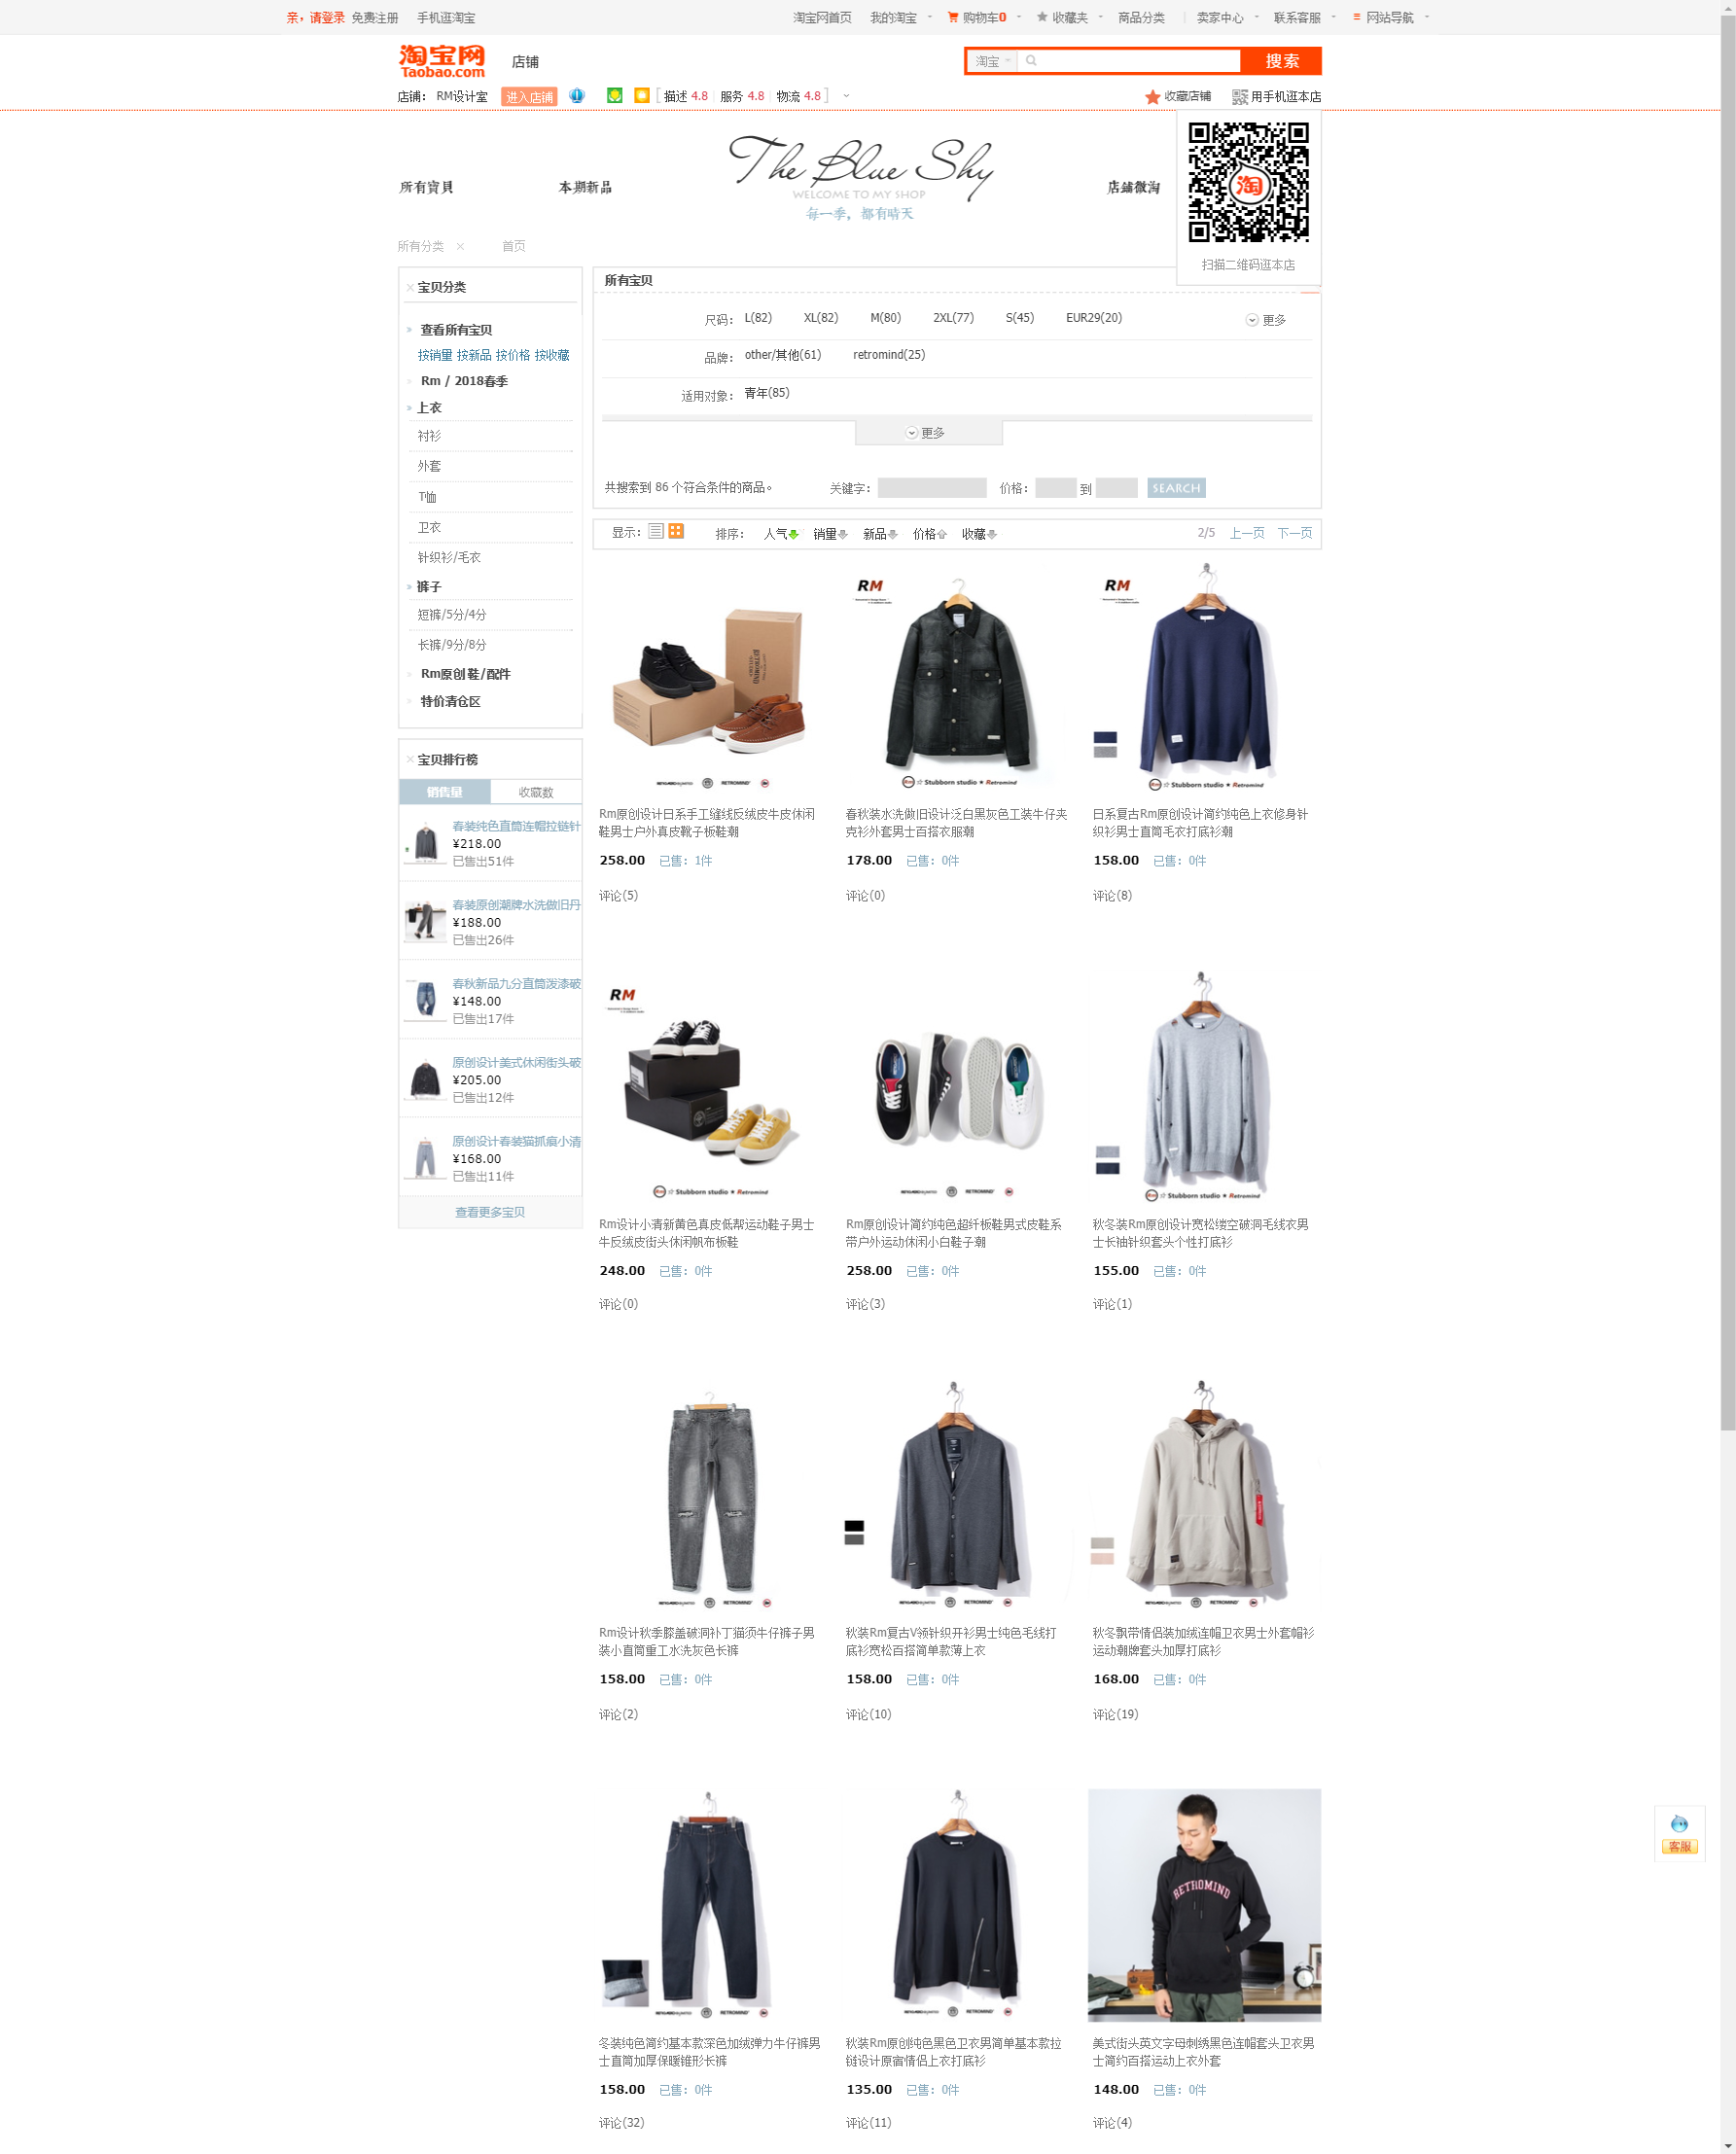 亲，请登录 免费注册 手机逛淘宝
淘宝网首页 我的淘宝 购物车0 收藏夹 商品分类 卖家中心 联系客服 网站导航
淘宝网
Taobao.com
店铺
淘宝
搜索
店铺： RM设计室 进入店铺 描述 4.8 服务 4.8 物流 4.8
收藏店铺 用手机逛本店
The Blue Sky
WELCOME TO MY SHOP
每一季，都有晴天
所有寶貝 本期新品 店鋪微淘
淘
扫描二维码逛本店
所有分类 首页
宝贝分类
查看所有宝贝
按销量 按新品 按价格 按收藏
Rm / 2018春季
上衣
衬衫
外套
T恤
卫衣
针织衫/毛衣
裤子
短裤/5分/4分
长裤/9分/8分
Rm原创 鞋/配件
特价清仓区
宝贝排行榜
销售量 收藏数
春装纯色直筒连帽拉链针
¥218.00
已售出51件
春装原创潮牌水洗做旧丹
¥188.00
已售出26件
春秋新品九分直筒泼漆破
¥148.00
已售出17件
原创设计美式休闲街头破
¥205.00
已售出12件
原创设计春装猫抓痕小清
¥168.00
已售出11件
查看更多宝贝
所有宝贝
尺码： L(82) XL(82) M(80) 2XL(77) S(45) EUR29(20) 更多
品牌： other/其他(61) retromind(25)
适用对象： 青年(85)
更多
共搜索到 86 个符合条件的商品。 关键字： 价格： 到 SEARCH
显示： 排序： 人气 销量 新品 价格 收藏 2/5 上一页 下一页
RETROMIND
RM
Stubborn studio ★ Retromind
RM
Stubborn studio ★ Retromind
Rm原创设计日系手工缝线反绒皮牛皮休闲
鞋男士户外真皮靴子板鞋潮
258.00 已售：1件
评论(5)
春秋装水洗做旧设计泛白黑灰色工装牛仔夹
克衫外套男士百搭衣服潮
178.00 已售：0件
评论(0)
日系复古Rm原创设计简约纯色上衣修身针
织衫男士直筒毛衣打底衫潮
158.00 已售：0件
评论(8)
RM
Stubborn studio ★ Retromind
RETROMIND
Stubborn studio ★ Retromind
Rm设计小清新黄色真皮低帮运动鞋子男士
牛反绒皮街头休闲帆布板鞋
248.00 已售：0件
评论(0)
Rm原创设计简约纯色超纤板鞋男式皮鞋系
带户外运动休闲小白鞋子潮
258.00 已售：0件
评论(3)
秋冬装Rm原创设计宽松缕空破洞毛线衣男
士长袖针织套头个性打底衫
155.00 已售：0件
评论(1)
RETROMIND
RETROMIND
RETROMIND
Rm设计秋季膝盖破洞补丁猫须牛仔裤子男
装小直筒重工水洗灰色长裤
158.00 已售：0件
评论(2)
秋装Rm复古V领针织开衫男士纯色毛线打
底衫宽松百搭简单款薄上衣
158.00 已售：0件
评论(10)
秋冬飘带情侣装加绒连帽卫衣男士外套帽衫
运动潮牌套头加厚打底衫
168.00 已售：0件
评论(19)
RETROMIND
RETROMIND
RETROMIND
冬装纯色简约基本款深色加绒弹力牛仔裤男
士直筒加厚保暖锥形长裤
158.00 已售：0件
评论(32)
秋装Rm原创纯色黑色卫衣男简单基本款拉
链设计原宿情侣上衣打底衫
135.00 已售：0件
评论(11)
美式街头英文字母刺绣黑色连帽套头卫衣男
士简约百搭运动上衣外套
148.00 已售：0件
评论(4)
客服